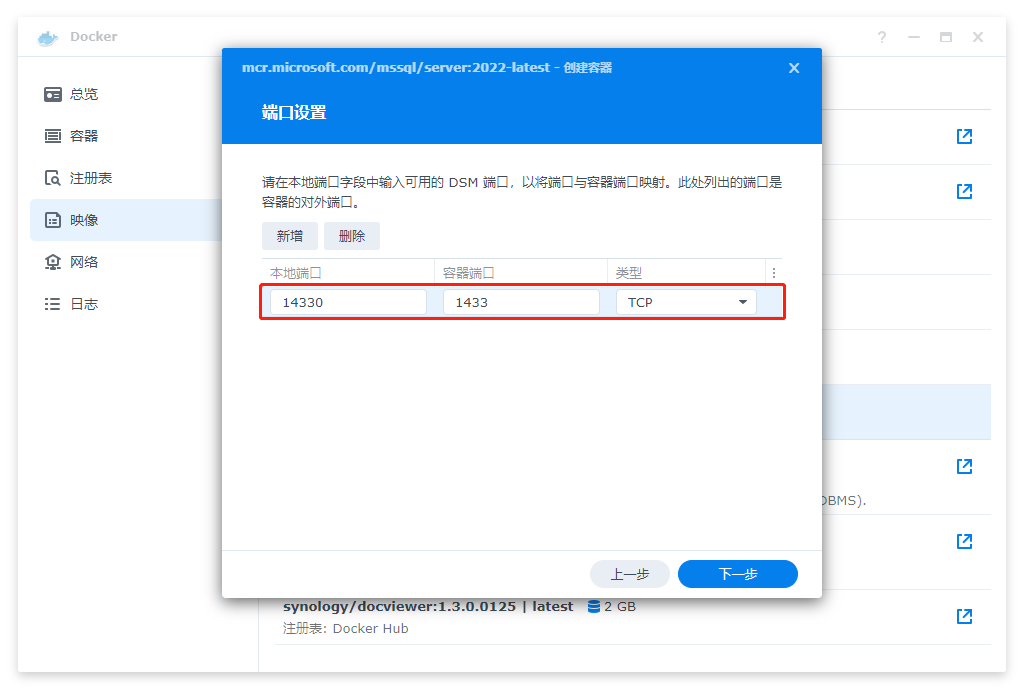 Docker
总览
容器
注册表
映像
网络
日志
mcr.microsoft.com/mssql/server:2022-latest - 创建容器
端口设置
请在本地端口字段中输入可用的 DSM 端口，以将端口与容器端口映射。此处列出的端口是
容器的对外端口。
新增 删除
本地端口 容器端口 类型
14330 1433 TCP
DBMS).
上一步 下一步
synology/docviewer:1.3.0.0125 | latest 2 GB
注册表: Docker Hub